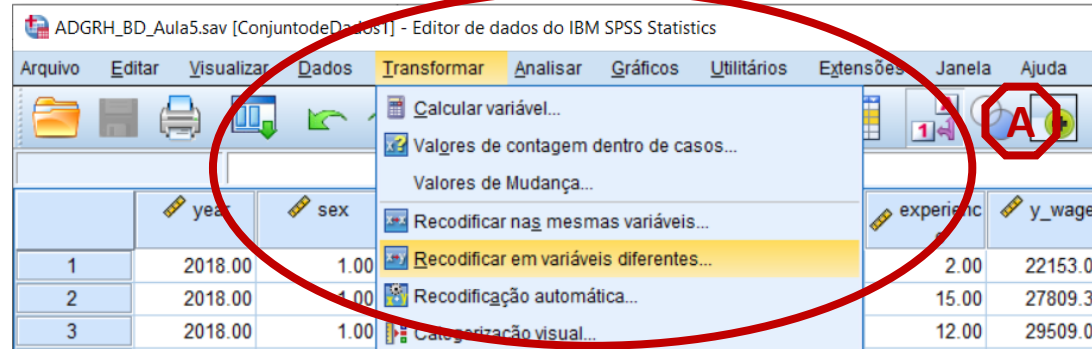 ADGRH_BD_Aula5.sav [ConjuntodeDados1] - Editor de dados do IBM SPSS Statistics
Arquivo Editar Visualizar Dados Transformar Analisar Gráficos Utilitários Extensões Janela Ajuda
Calcular variável...
A
Valores de contagem dentro de casos...
Valores de Mudança...
year sex experienc y_wage
Recodificar nas mesmas variáveis...
1 2018.00 1.00 Recodificar em variáveis diferentes... 2.00 22153.0
2 2018.00 1.00 Recodificação automática... 15.00 27809.3
3 2018.00 1.00 Categorização visual... 12.00 29509.0